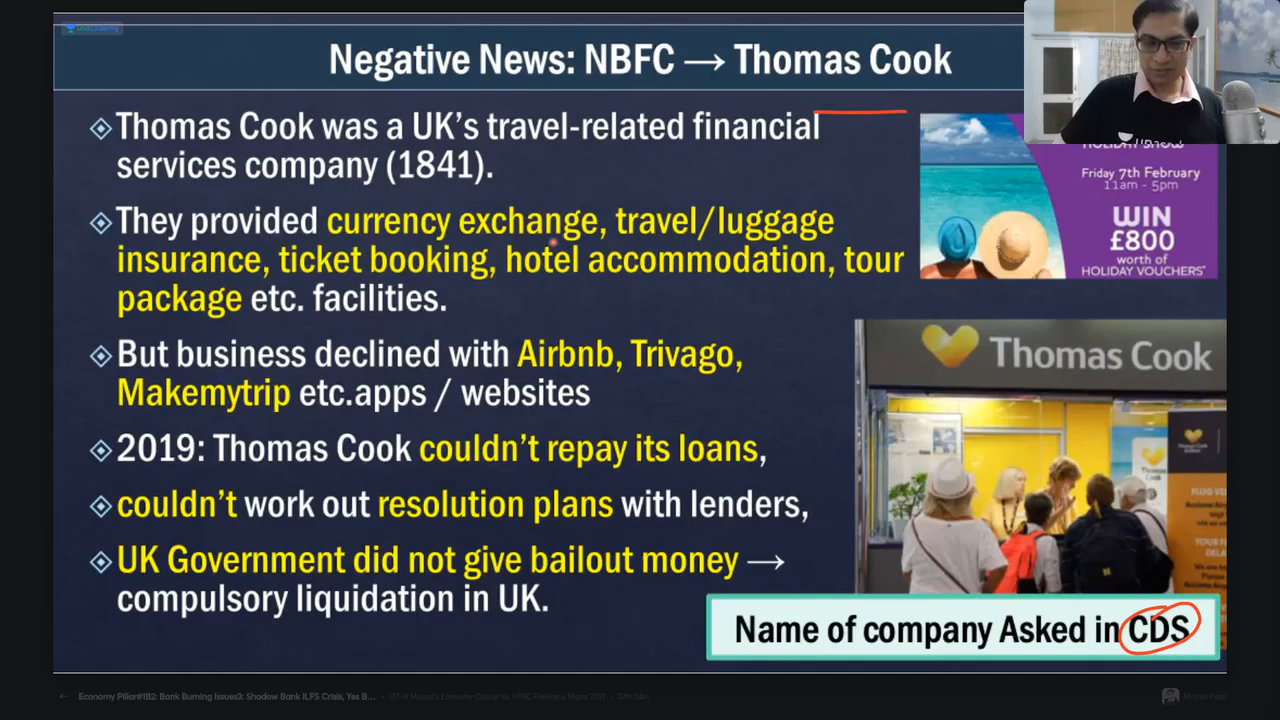 unacademy
Negative News: NBFC → Thomas Cook
Thomas Cook was a UK's travel-related financial
services company (1841).
They provided currency exchange, travel/luggage
insurance, ticket booking, hotel accommodation, tour
package etc. facilities.
But business declined with Airbnb, Trivago,
Makemytrip etc.apps / websites
2019: Thomas Cook couldn't repay its loans,
couldn't work out resolution plans with lenders,
UK Government did not give bailout money →
compulsory liquidation in UK.
HOLIDAY SHOW
Friday 7th February
11am - 5pm
WIN
£800
worth of
HOLIDAY VOUCHERS*
Thomas Cook
Thomas Cook
Name of company Asked in CDS
Economy Pillar#1B2: Bank Burning Issues3: Shadow Bank ILFS Crisis, Yes B...